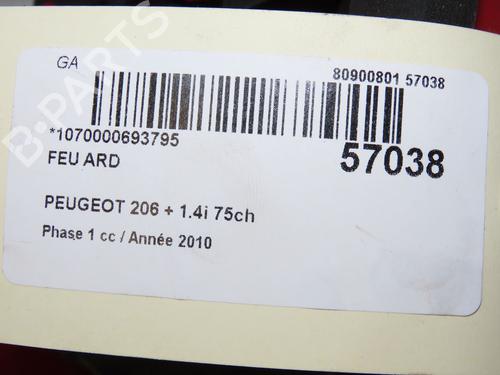 GA
80900801 57038
*1070000693795
57038
FEU ARD
PEUGEOT 206 + 1.4i 75ch
Phase 1 cc / Année 2010
B-PARTS